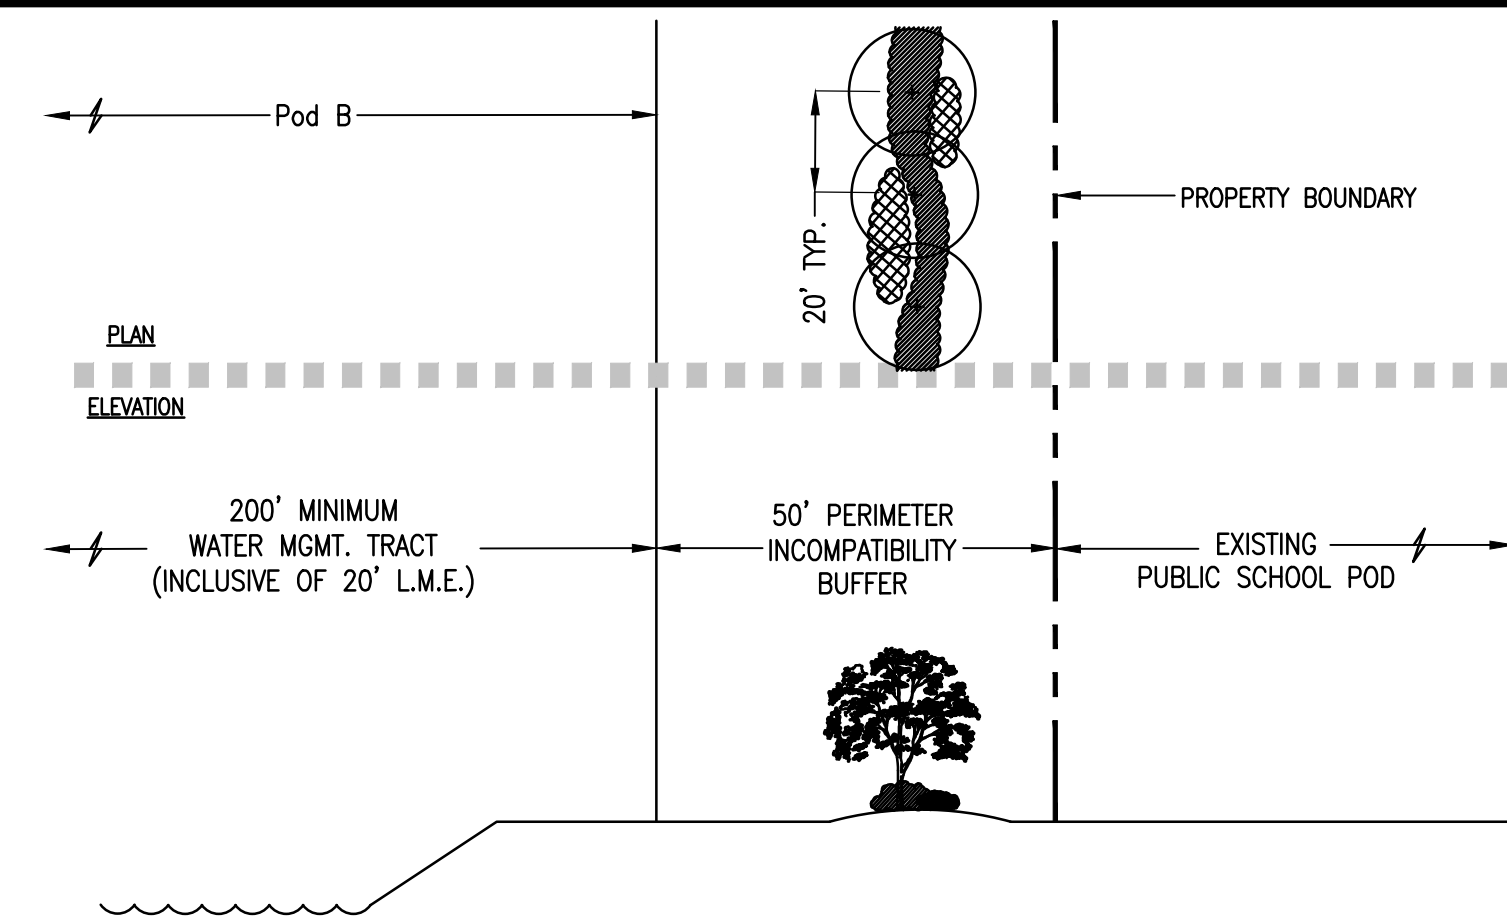 Pod B
PROPERTY BOUNDARY
20' TYP.
PLAN
ELEVATION
200' MINIMUM
WATER MGMT. TRACT
(INCLUSIVE OF 20' L.M.E.)
50' PERIMETER
INCOMPATIBILITY
BUFFER
EXISTING
PUBLIC SCHOOL POD